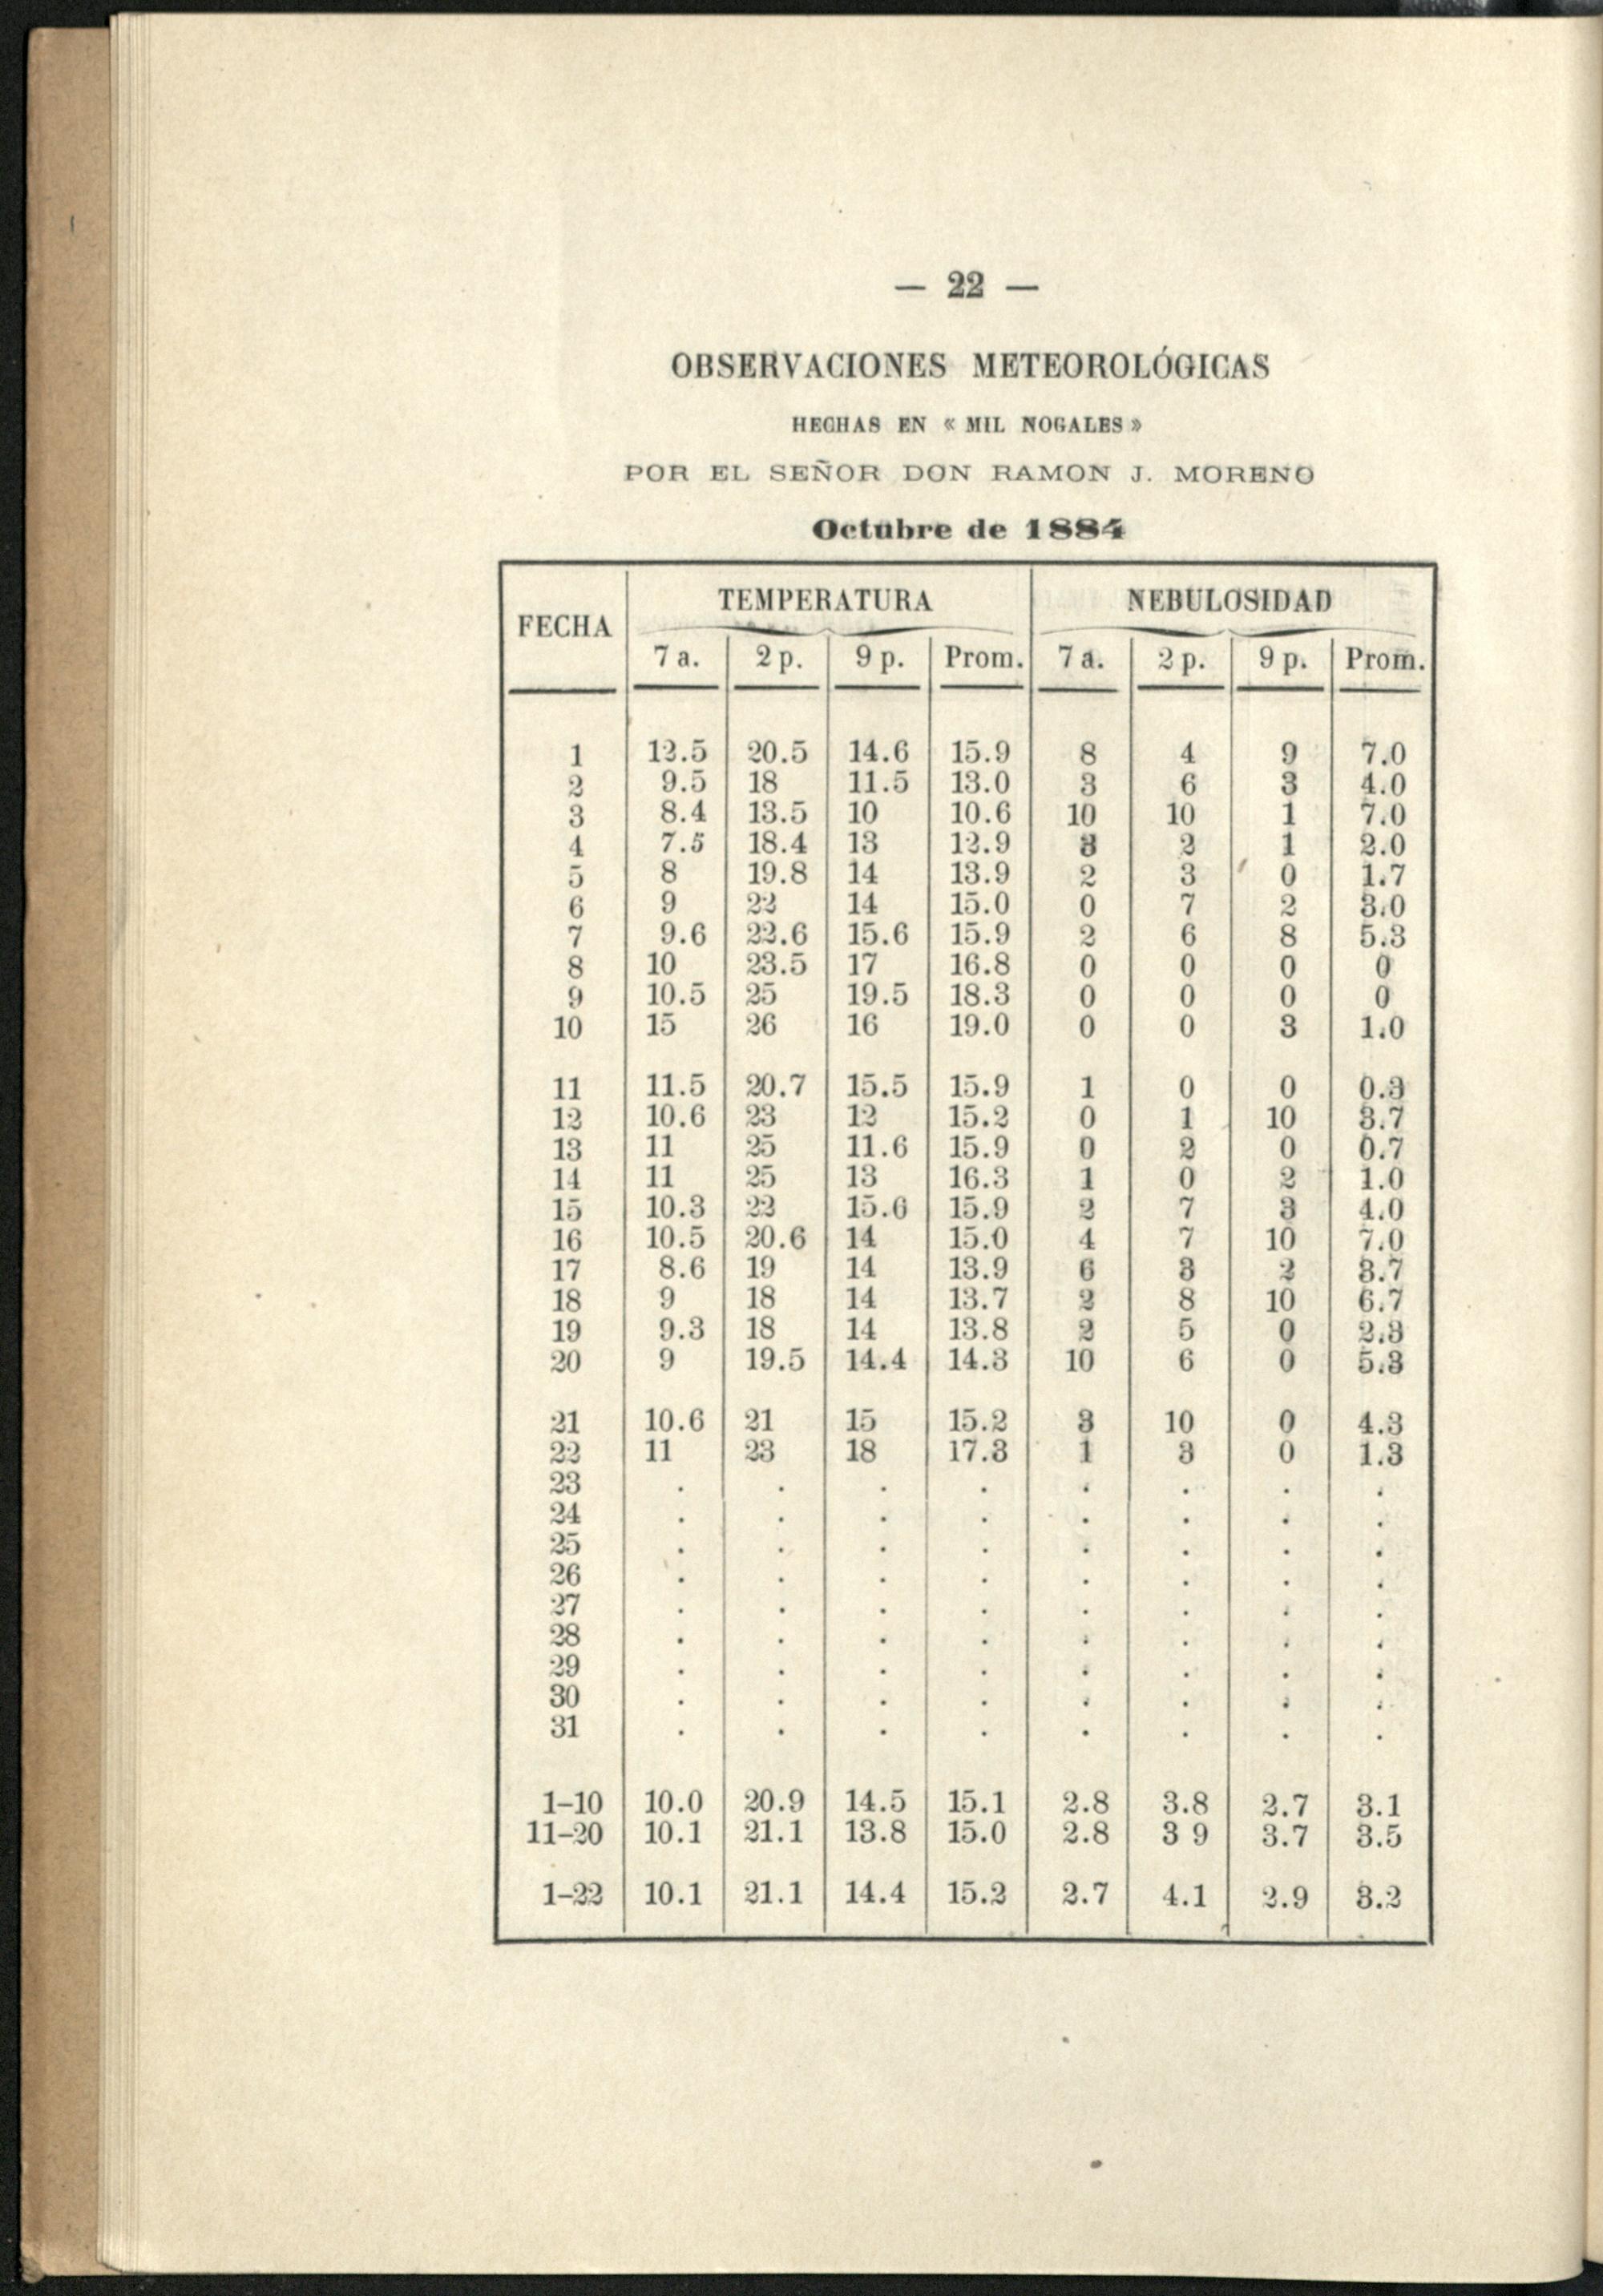 — 22 —
OBSERVACIONES METEOROLÓGICAS
HECHAS EN « MIL NOGALES »
POR EL SEÑOR DON RAMON J. MORENO
Octubre de 1884
FECHA TEMPERATURA NEBULOSIDAD
7 a. 2 p. 9 p. Prom. 7 a. 2 p. 9 p. Prom.
1 12.5 20.5 14.6 15.9 8 4 9 7.0
2 9.5 18 11.5 13.0 3 6 3 4.0
3 8.4 13.5 10 10.6 10 10 1 7.0
4 7.5 18.4 13 12.9 3 2 1 2.0
5 8 19.8 14 13.9 2 3 0 1.7
6 9 22 14 15.0 0 7 2 3.0
7 9.6 22.6 15.6 15.9 2 6 8 5.3
8 10 23.5 17 16.8 0 0 0 0
9 10.5 25 19.5 18.3 0 0 0 0
10 15 26 16 19.0 0 0 3 1.0
11 11.5 20.7 15.5 15.9 1 0 0 0.3
12 10.6 23 12 15.2 0 1 10 3.7
13 11 25 11.6 15.9 0 2 0 0.7
14 11 25 13 16.3 1 0 2 1.0
15 10.3 22 15.6 15.9 2 7 3 4.0
16 10.5 20.6 14 15.0 4 7 10 7.0
17 8.6 19 14 13.9 6 3 2 3.7
18 9 18 14 13.7 2 8 10 6.7
19 9.3 18 14 13.8 2 5 0 2.3
20 9 19.5 14.4 14.3 10 6 0 5.3
21 10.6 21 15 15.2 3 10 0 4.3
22 11 23 18 17.3 1 3 0 1.3
23 . . . . . . . .
24 . . . . . . . .
25 . . . . . . . .
26 . . . . . . . .
27 . . . . . . . .
28 . . . . . . . .
29 . . . . . . . .
30 . . . . . . . .
31 . . . . . . . .
1–10 10.0 20.9 14.5 15.1 2.8 3.8 2.7 3.1
11–20 10.1 21.1 13.8 15.0 2.8 3 9 3.7 3.5
1–22 10.1 21.1 14.4 15.2 2.7 4.1 2.9 3.2